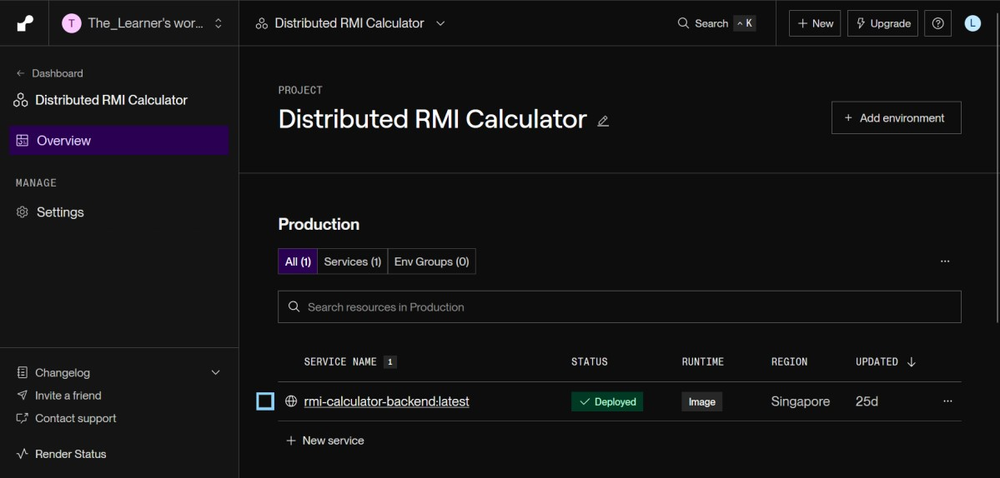 T The_Learner's wor...
Distributed RMI Calculator
Search ^ K
+ New
Upgrade
L
← Dashboard
Distributed RMI Calculator
Overview
MANAGE
Settings
Changelog
Invite a friend
Contact support
Render Status
PROJECT
Distributed RMI Calculator
+ Add environment
Production
All (1) Services (1) Env Groups (0)
...
Search resources in Production
SERVICE NAME 1 STATUS RUNTIME REGION UPDATED ↓
rmi-calculator-backend:latest ✓ Deployed Image Singapore 25d ...
+ New service